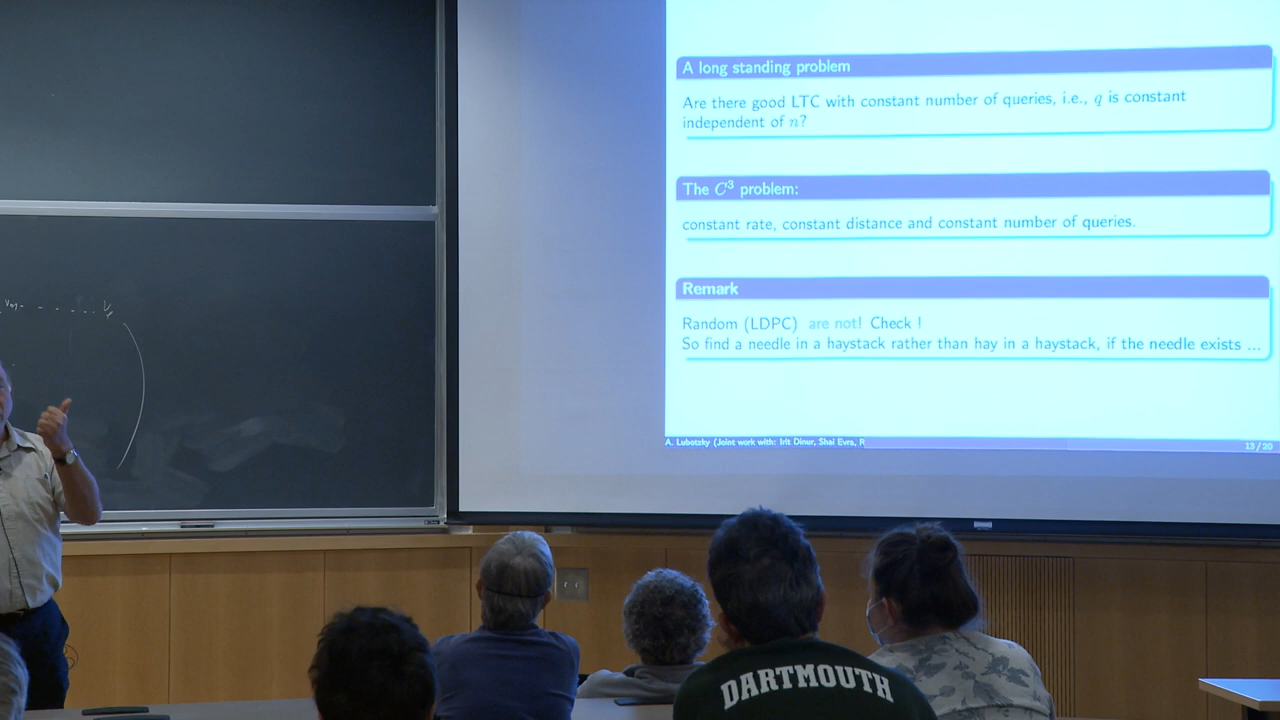 A long standing problem
Are there good LTC with constant number of queries, i.e., q is constant
independent of n?
The C³ problem:
constant rate, constant distance and constant number of queries.
Remark
Random (LDPC) are not! Check !
So find a needle in a haystack rather than hay in a haystack, if the needle exists ...
A. Lubotzky (Joint work with: Irit Dinur, Shai Evra, R
13 / 20
DARTMOUTH